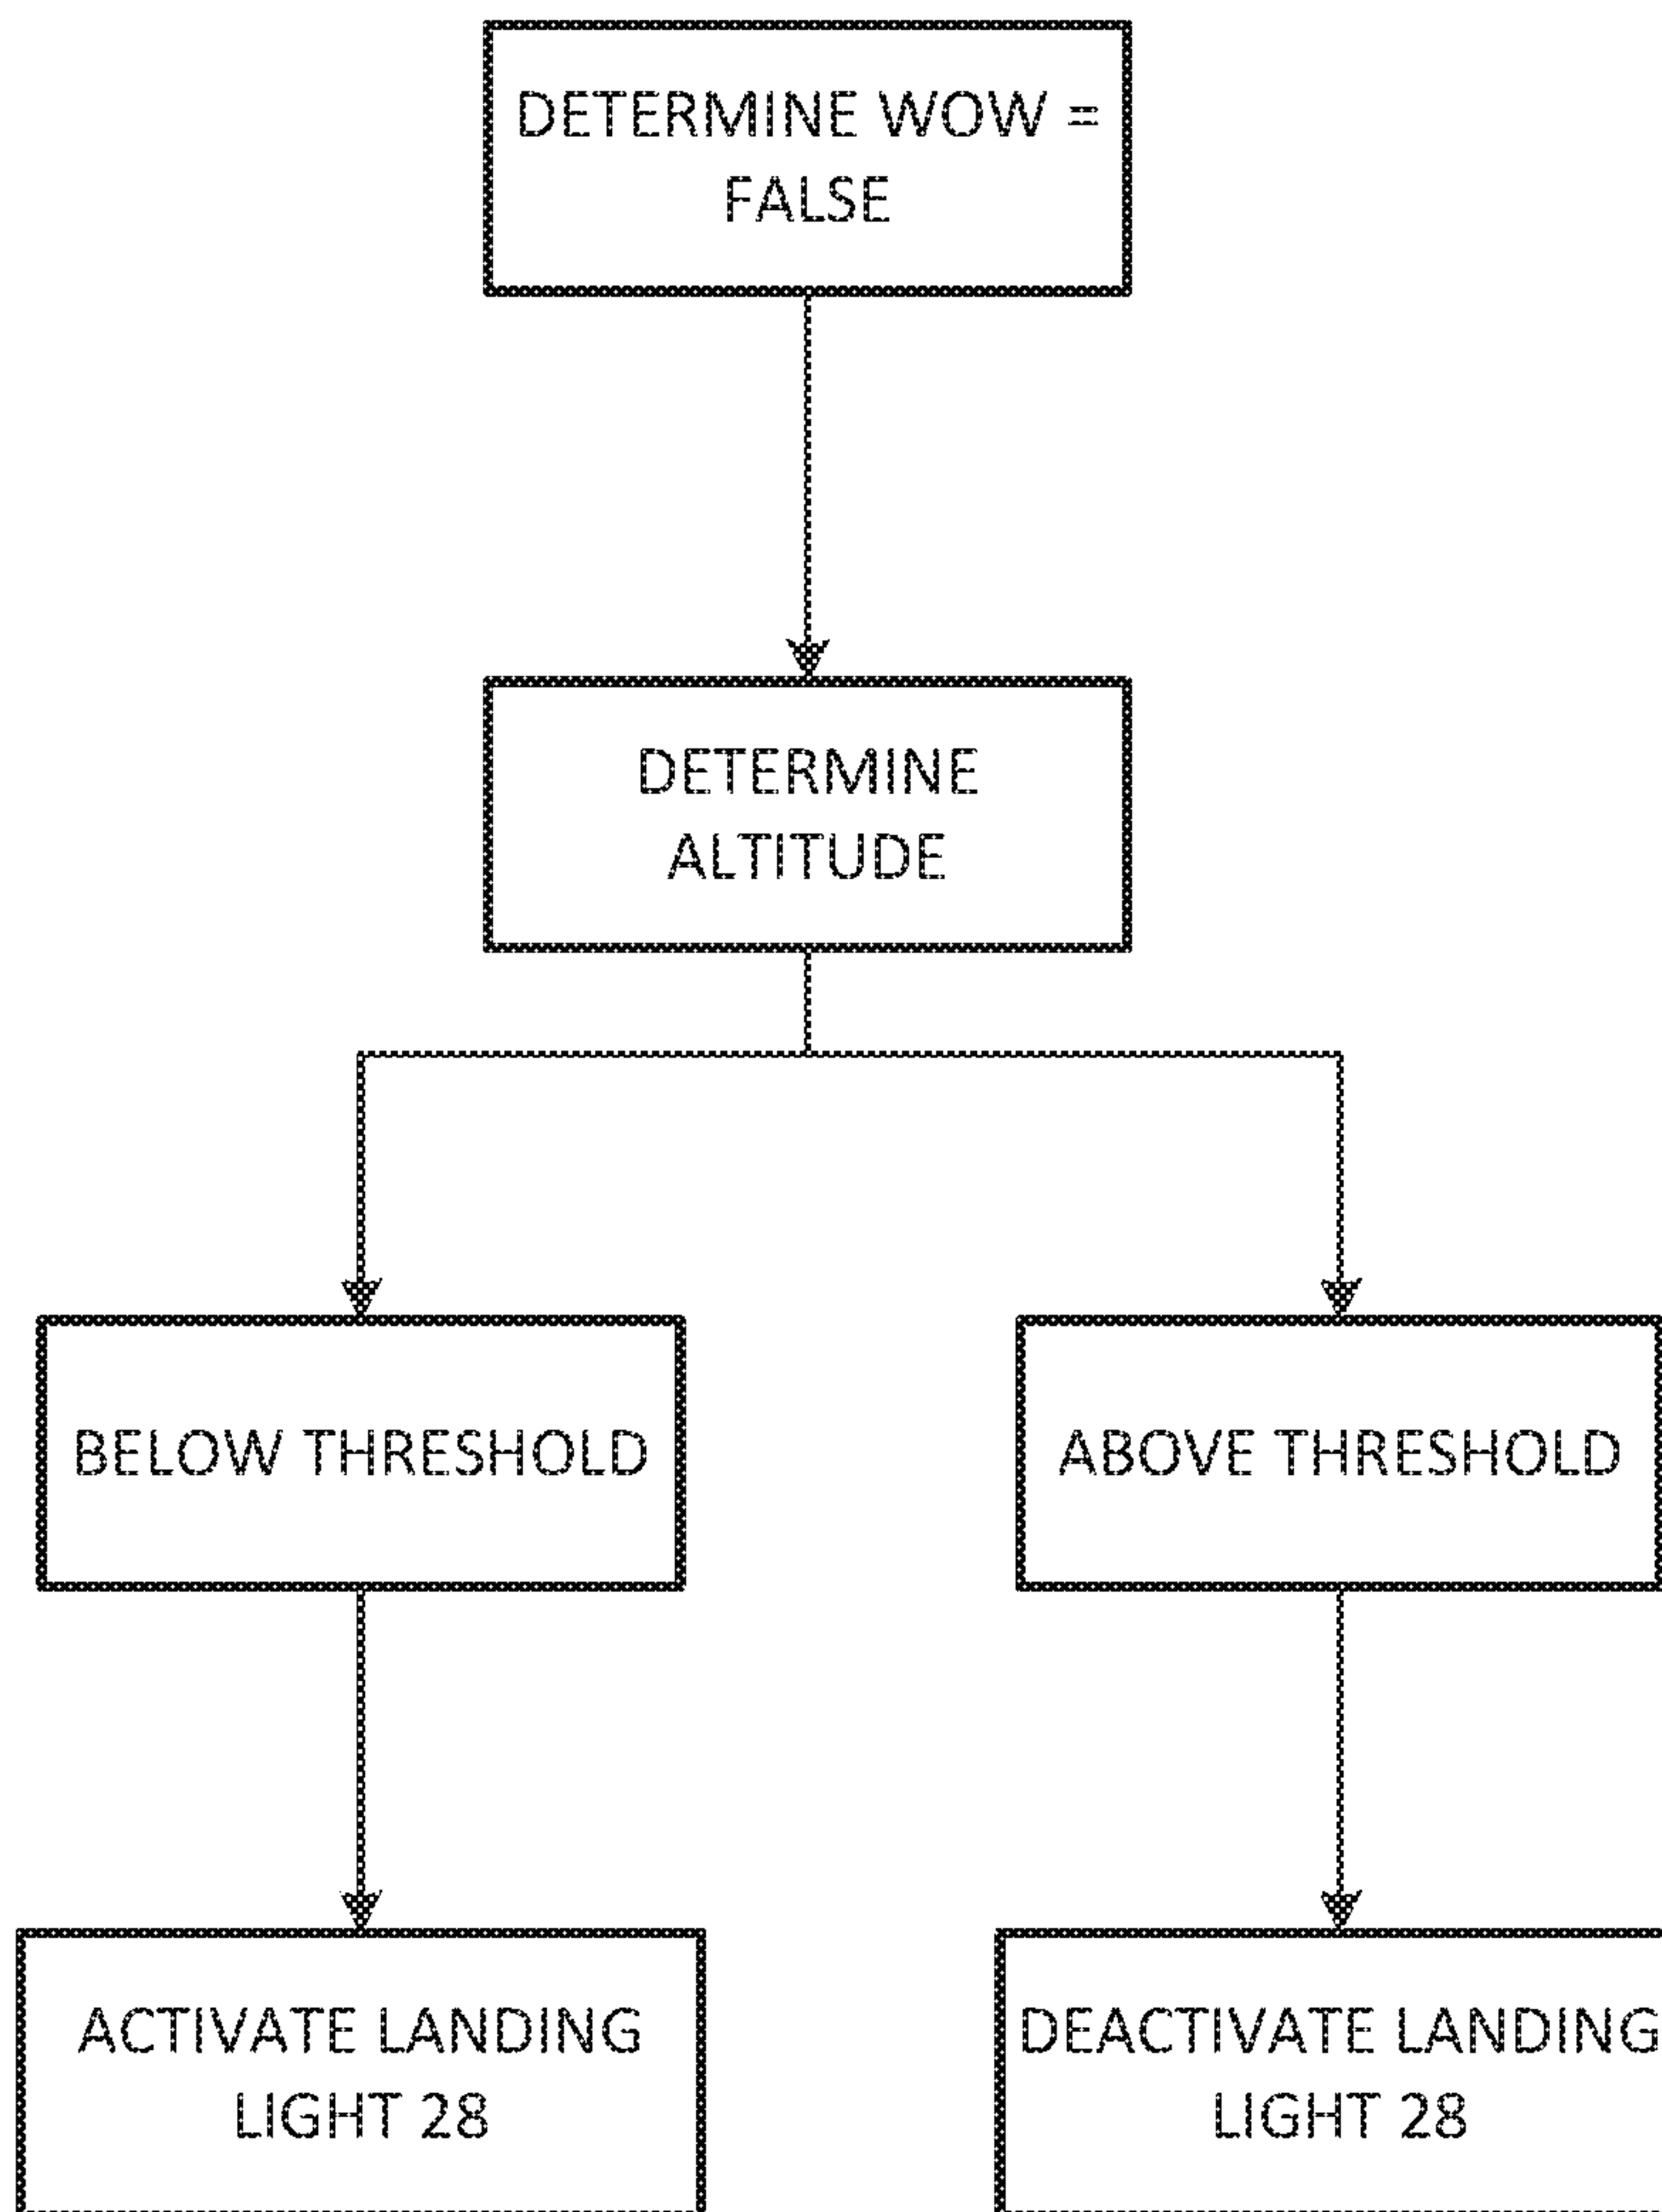 DETERMINE WOW =
FALSE
DETERMINE
ALTITUDE
BELOW THRESHOLD
ABOVE THRESHOLD
ACTIVATE LANDING
LIGHT 28
DEACTIVATE LANDING
LIGHT 28